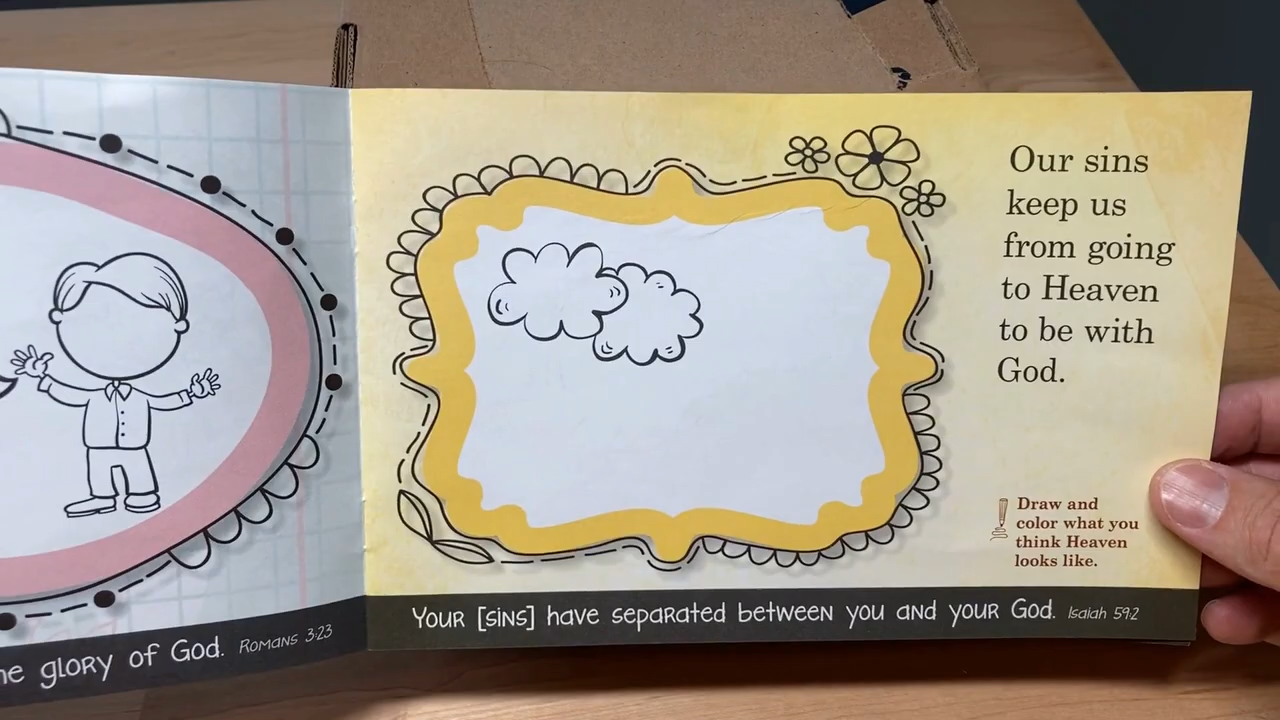 he glory of God. Romans 3:23
Our sins
keep us
from going
to Heaven
to be with
God.
Draw and
color what you
think Heaven
looks like.
Your [sins] have separated between you and your God. Isaiah 59:2